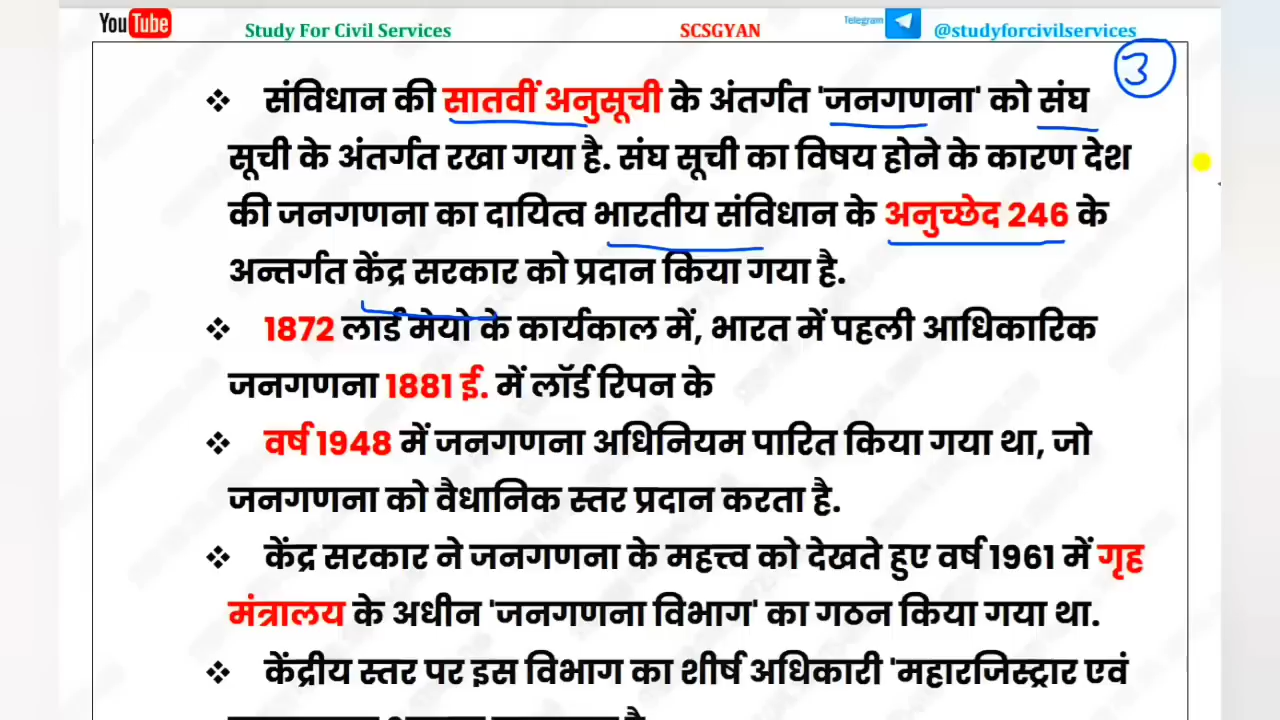 YouTube Study For Civil Services SCSGYAN Telegram @studyforcivilservices
3
❖ संविधान की सातवीं अनुसूची के अंतर्गत 'जनगणना' को संघ
सूची के अंतर्गत रखा गया है. संघ सूची का विषय होने के कारण देश
की जनगणना का दायित्व भारतीय संविधान के अनुच्छेद 246 के
अन्तर्गत केंद्र सरकार को प्रदान किया गया है.
❖ 1872 लार्ड मेयो के कार्यकाल में, भारत में पहली आधिकारिक
जनगणना 1881 ई. में लॉर्ड रिपन के
❖ वर्ष 1948 में जनगणना अधिनियम पारित किया गया था, जो
जनगणना को वैधानिक स्तर प्रदान करता है.
❖ केंद्र सरकार ने जनगणना के महत्त्व को देखते हुए वर्ष 1961 में गृह
मंत्रालय के अधीन 'जनगणना विभाग' का गठन किया गया था.
❖ केंद्रीय स्तर पर इस विभाग का शीर्ष अधिकारी 'महारजिस्ट्रार एवं